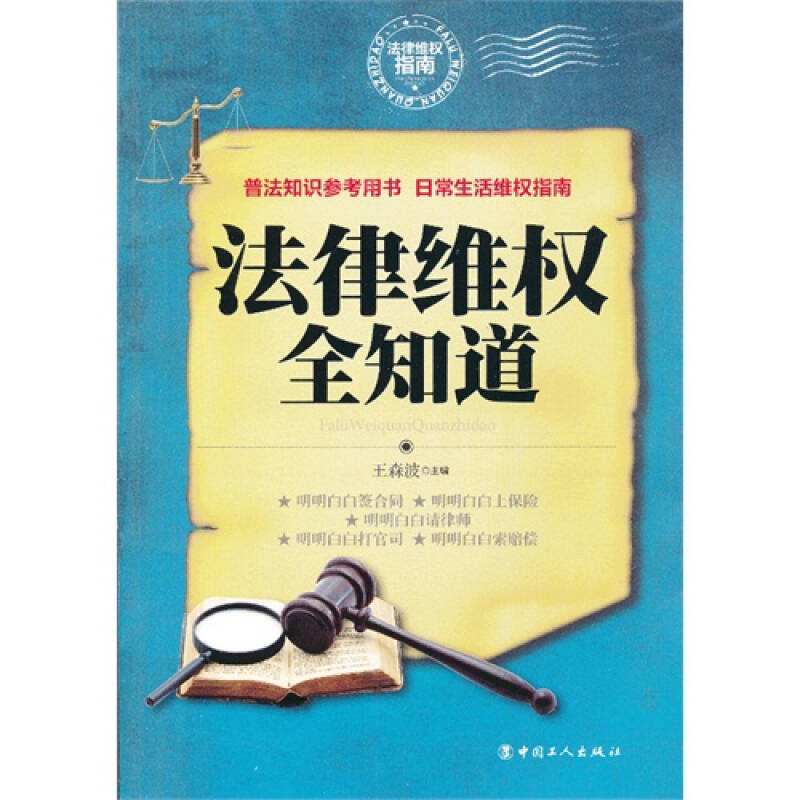 FALU WEIQUAN QUANZHIDAO
法律维权
指南
普法知识参考用书 日常生活维权指南
法律维权
全知道
FaluWeiquanQuanzhidao
王森波◎主编
★ 明明白白签合同 ★ 明明白白上保险
★ 明明白白请律师
★ 明明白白打官司 ★ 明明白白索赔偿
中国工人出版社